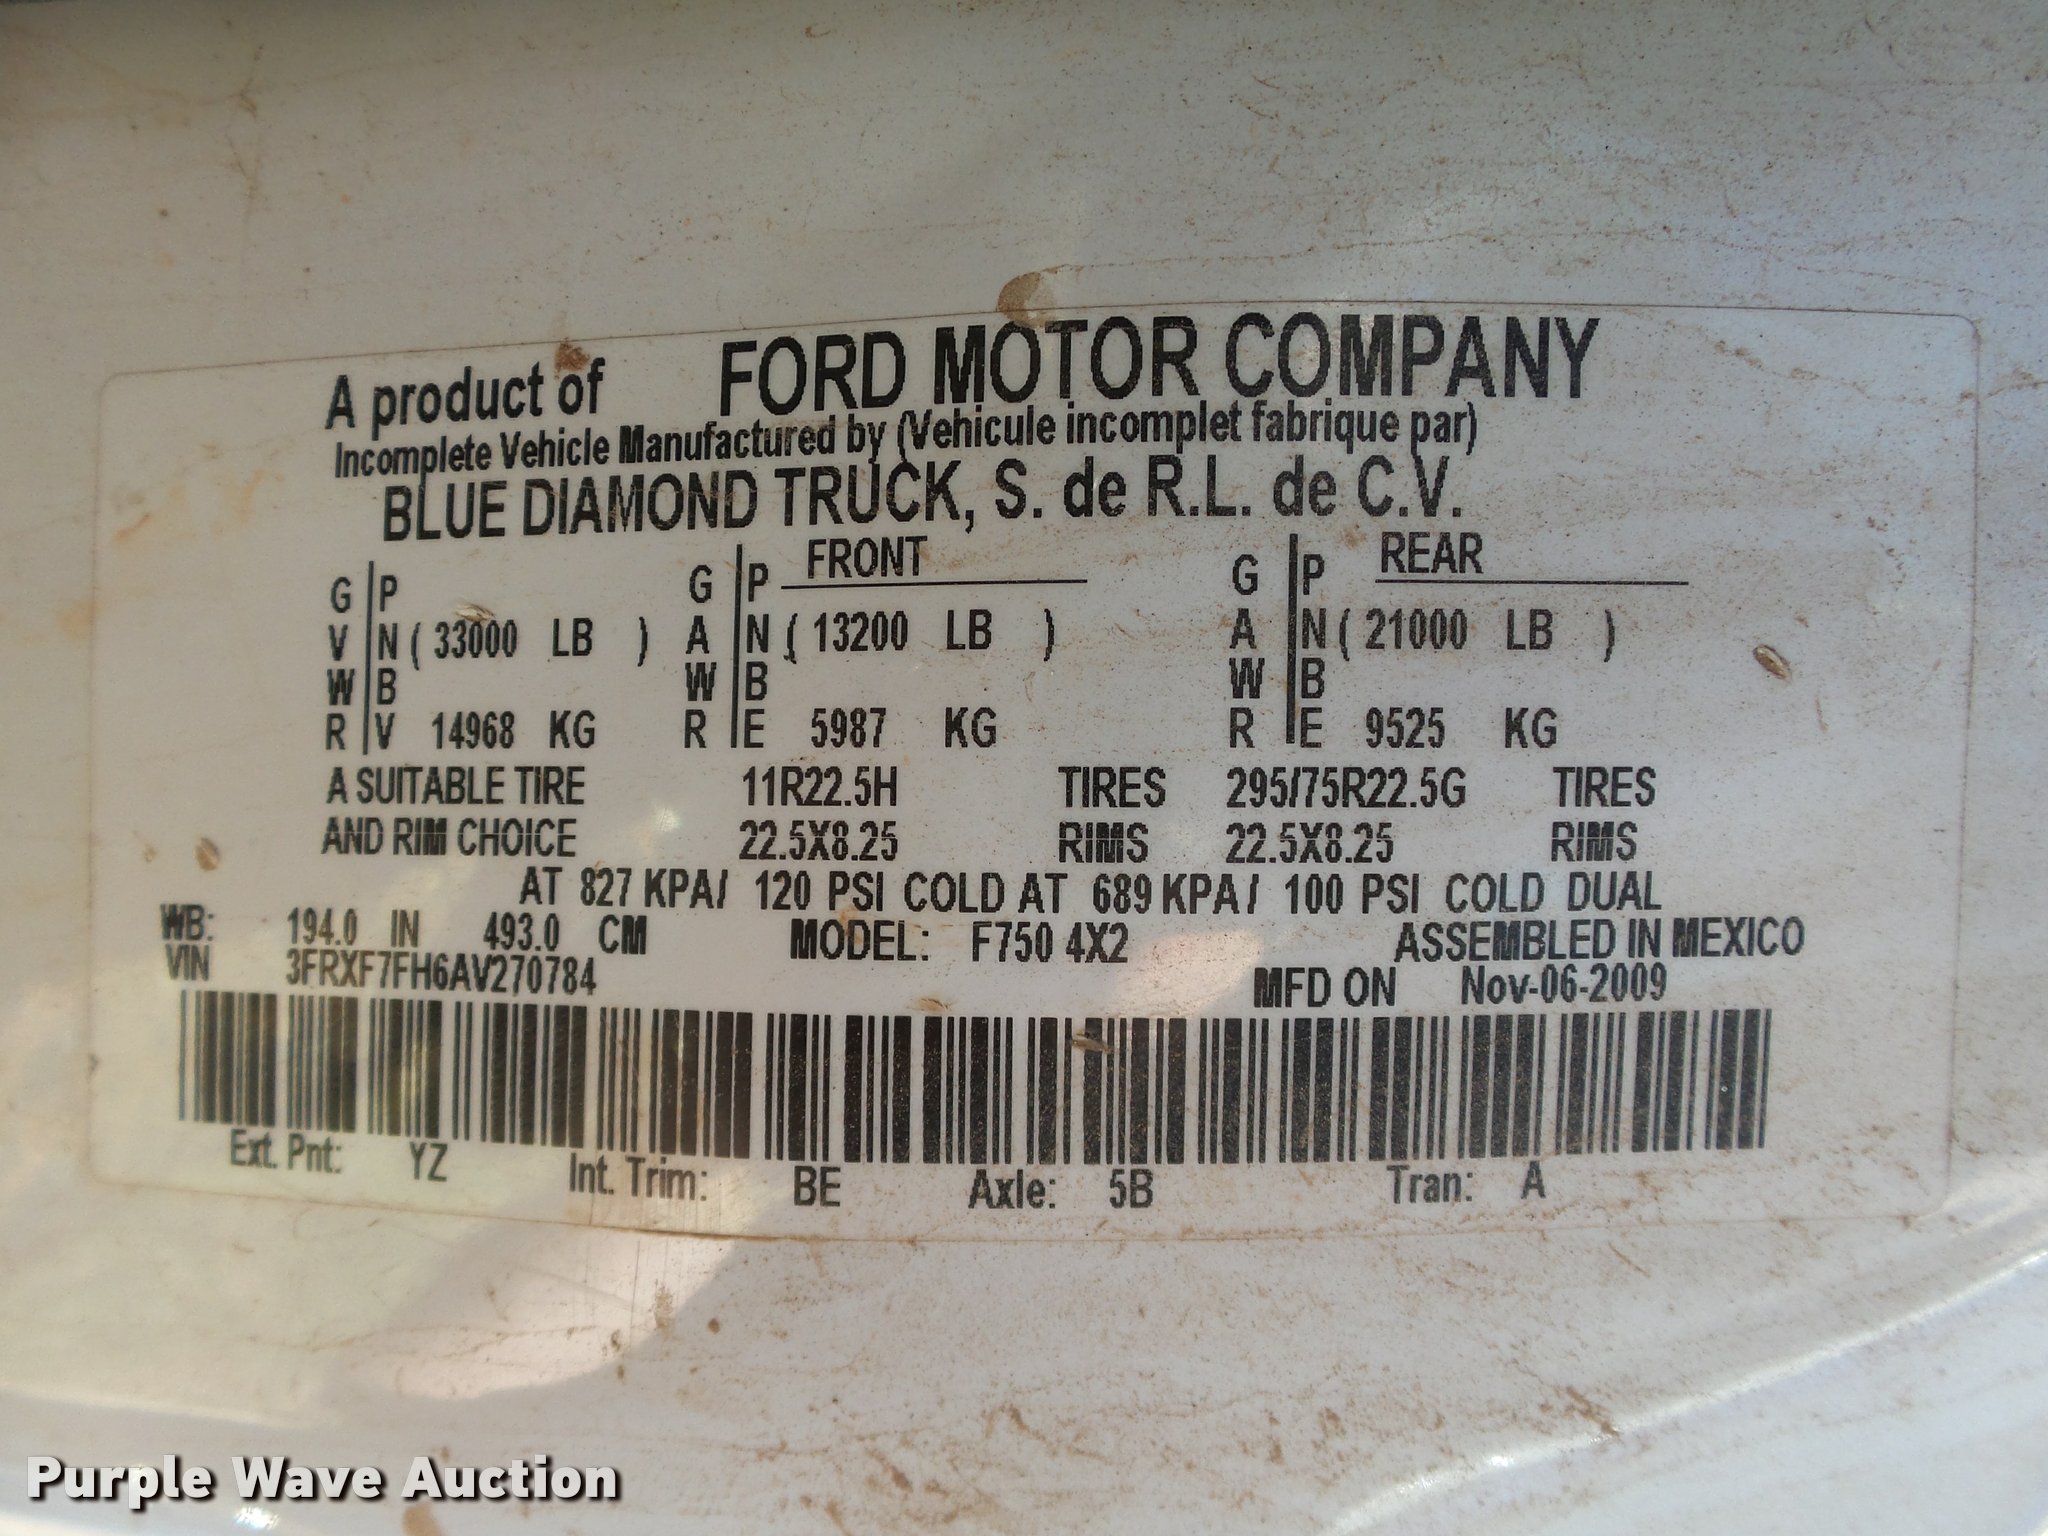 A product of FORD MOTOR COMPANY
Incomplete Vehicle Manufactured by (Vehicule incomplet fabrique par)
BLUE DIAMOND TRUCK, S. de R.L. de C.V.
G P G P FRONT G P REAR
V N ( 33000 LB ) A N ( 13200 LB ) A N ( 21000 LB )
W B W B W B
R V 14968 KG R E 5987 KG R E 9525 KG
A SUITABLE TIRE 11R22.5H TIRES 295/75R22.5G TIRES
AND RIM CHOICE 22.5X8.25 RIMS 22.5X8.25 RIMS
AT 827 KPA/ 120 PSI COLD AT 689 KPA/ 100 PSI COLD DUAL
WB: 194.0 IN 493.0 CM MODEL: F750 4X2 ASSEMBLED IN MEXICO
VIN 3FRXF7FH6AV270784 MFD ON Nov-06-2009
Ext. Pnt: YZ Int. Trim: BE Axle: 5B Tran: A
Purple Wave Auction